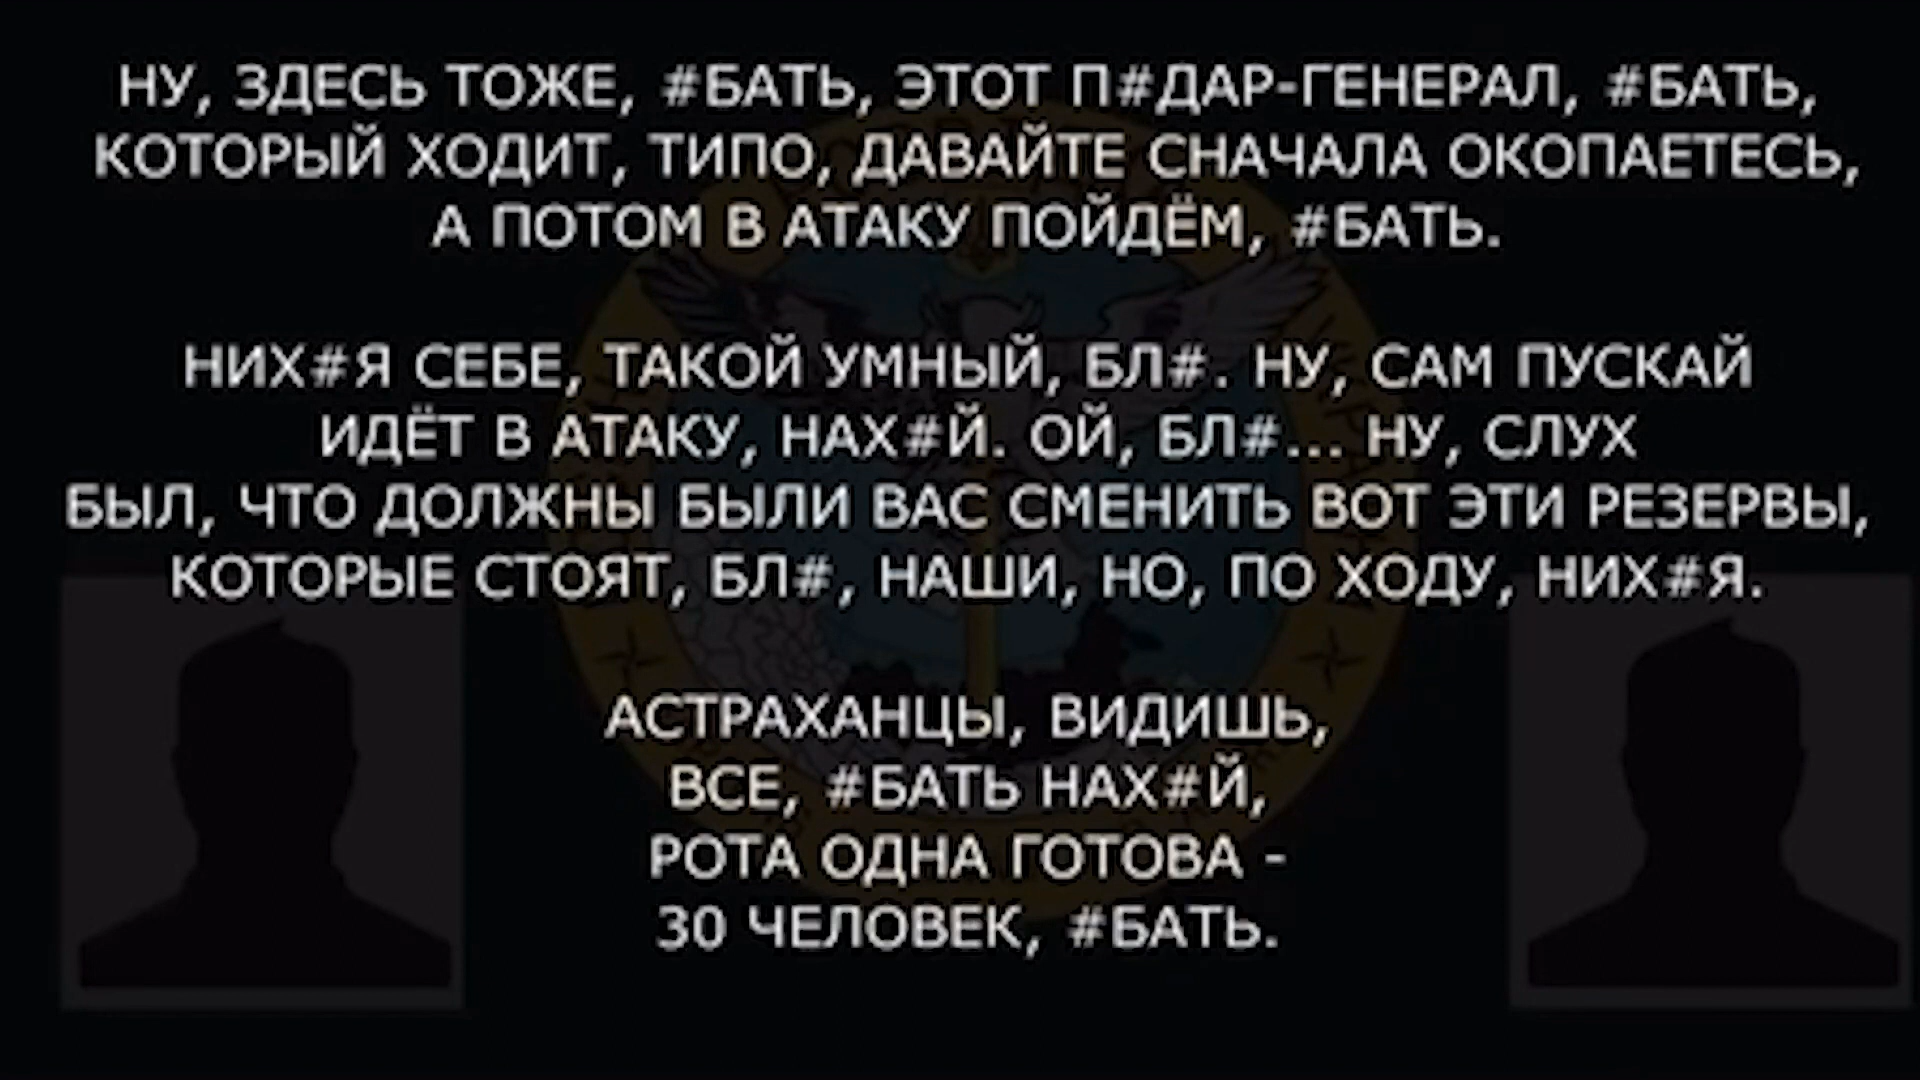 НУ, ЗДЕСЬ ТОЖЕ, #БАТЬ, ЭТОТ П#ДАР-ГЕНЕРАЛ, #БАТЬ,
КОТОРЫЙ ХОДИТ, ТИПО, ДАВАЙТЕ СНАЧАЛА ОКОПАЕТЕСЬ,
А ПОТОМ В АТАКУ ПОЙДЁМ, #БАТЬ.
НИХ#Я СЕБЕ, ТАКОЙ УМНЫЙ, БЛ#. НУ, САМ ПУСКАЙ
ИДЁТ В АТАКУ, НАХ#Й. ОЙ, БЛ#... НУ, СЛУХ
БЫЛ, ЧТО ДОЛЖНЫ БЫЛИ ВАС СМЕНИТЬ ВОТ ЭТИ РЕЗЕРВЫ,
КОТОРЫЕ СТОЯТ, БЛ#, НАШИ, НО, ПО ХОДУ, НИХ#Я.
АСТРАХАНЦЫ, ВИДИШЬ,
ВСЕ, #БАТЬ НАХ#Й,
РОТА ОДНА ГОТОВА -
30 ЧЕЛОВЕК, #БАТЬ.